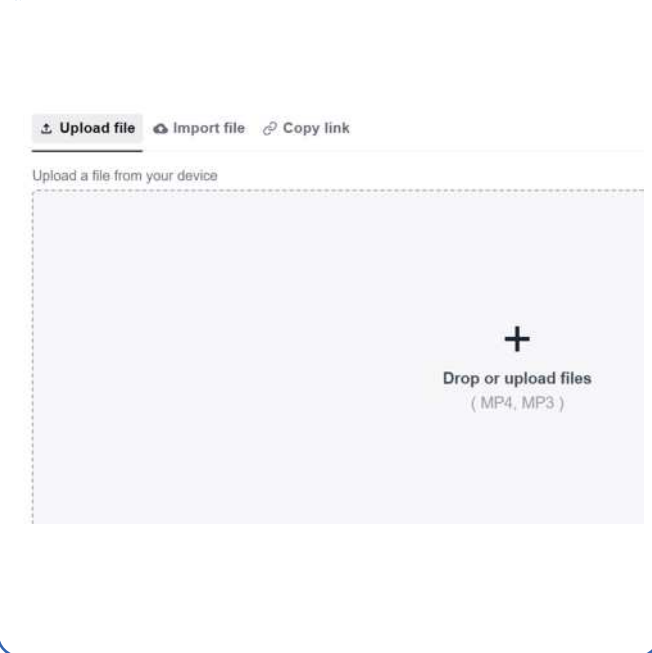 Upload file Import file Copy link
Upload a file from your device
Drop or upload files
( MP4, MP3 )